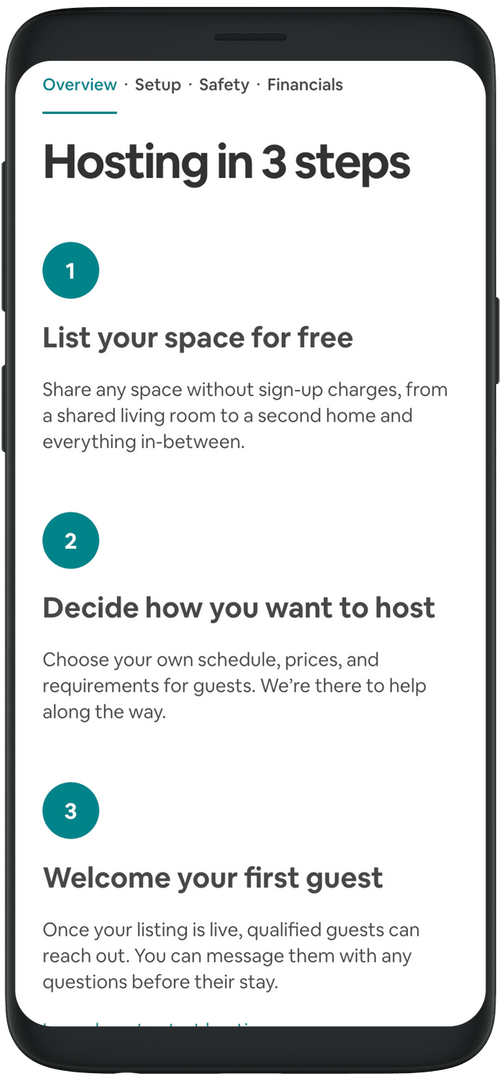 Overview · Setup · Safety · Financials
Hosting in 3 steps
1
List your space for free
Share any space without sign-up charges, from
a shared living room to a second home and
everything in-between.
2
Decide how you want to host
Choose your own schedule, prices, and
requirements for guests. We’re there to help
along the way.
3
Welcome your first guest
Once your listing is live, qualified guests can
reach out. You can message them with any
questions before their stay.